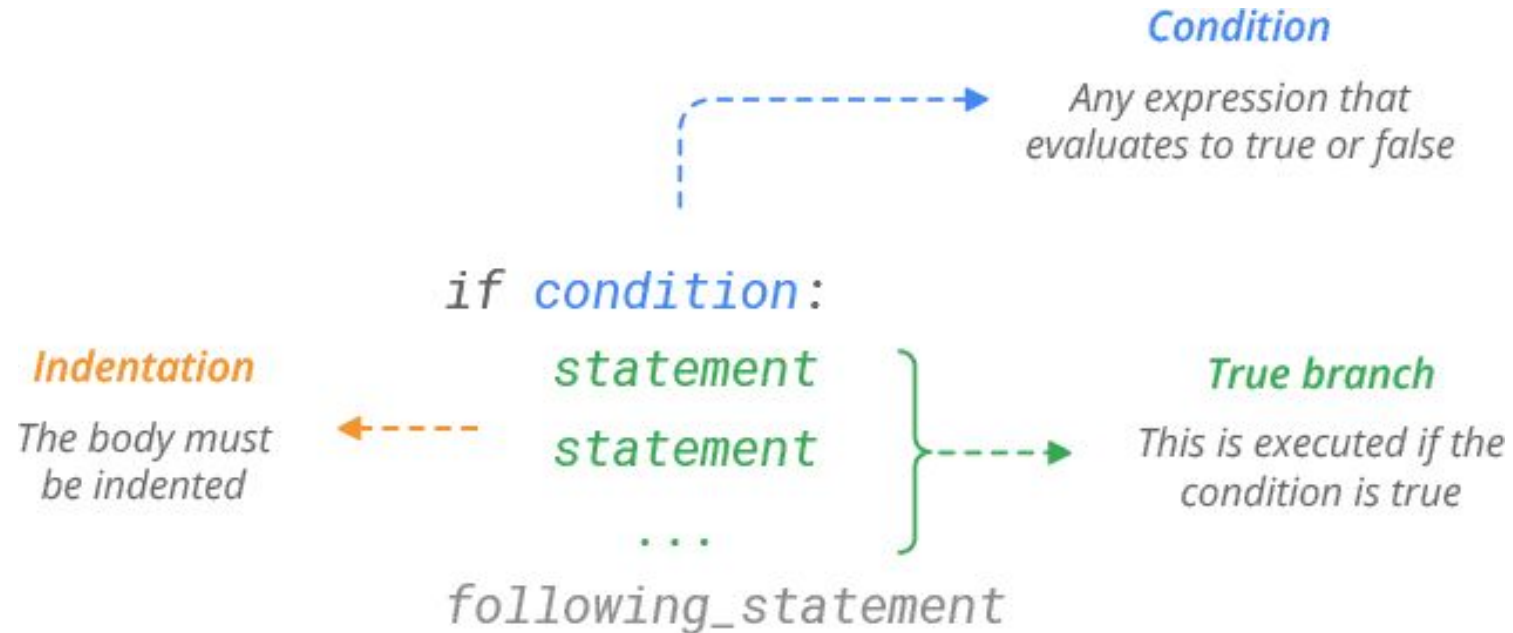 Condition
Any expression that
evaluates to true or false
if condition:
Indentation
The body must
be indented
statement
statement
...
True branch
This is executed if the
condition is true
following_statement